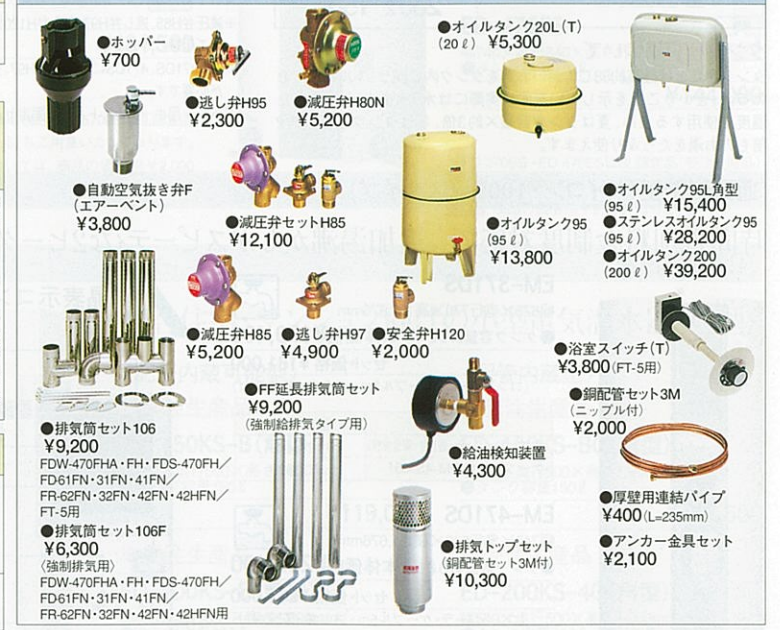 ●ホッパー
¥700
●逃し弁H95
¥2,300
●減圧弁H80N
¥5,200
●オイルタンク20L(T)
(20ℓ) ¥5,300
●自動空気抜き弁F
(エアーベント)
¥3,800
●減圧弁セットH85
¥12,100
●オイルタンク95
(95ℓ)
¥13,800
●オイルタンク95L角型
(95ℓ) ¥15,400
●ステンレスオイルタンク95
(95ℓ) ¥28,200
●オイルタンク200
(200ℓ) ¥39,200
●減圧弁H85
¥5,200
●逃し弁H97
¥4,900
●安全弁H120
¥2,000
●浴室スイッチ(T)
¥3,800(FT-5用)
●銅配管セット3M
(ニップル付)
¥2,000
●FF延長排気筒セット
¥9,200
(強制給排気タイプ用)
●排気筒セット106
¥9,200
FDW-470FHA・FH・FDS-470FH/
FD61FN・31FN・41FN/
FR-62FN・32FN・42FN・42HFN/
FT-5用
●排気筒セット106F
¥6,300
(強制排気用)
FDW-470FHA・FH・FDS-470FH/
FD61FN・31FN・41FN/
FR-62FN・32FN・42FN・42HFN用
●給油検知装置
¥4,300
●排気トップセット
(銅配管セット3M付)
¥10,300
●厚壁用連結パイプ
¥400(L=235mm)
●アンカー金具セット
¥2,100